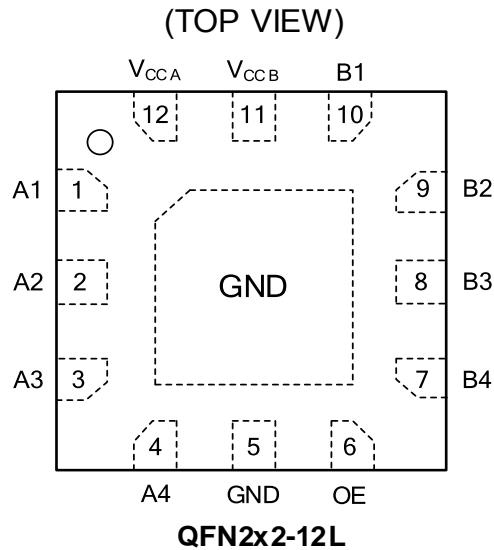 (TOP VIEW)
VCCA VCCB B1
12 11 10
A1 1 9 B2
A2 2 GND 8 B3
A3 3 7 B4
4 5 6
A4 GND OE
QFN2x2-12L